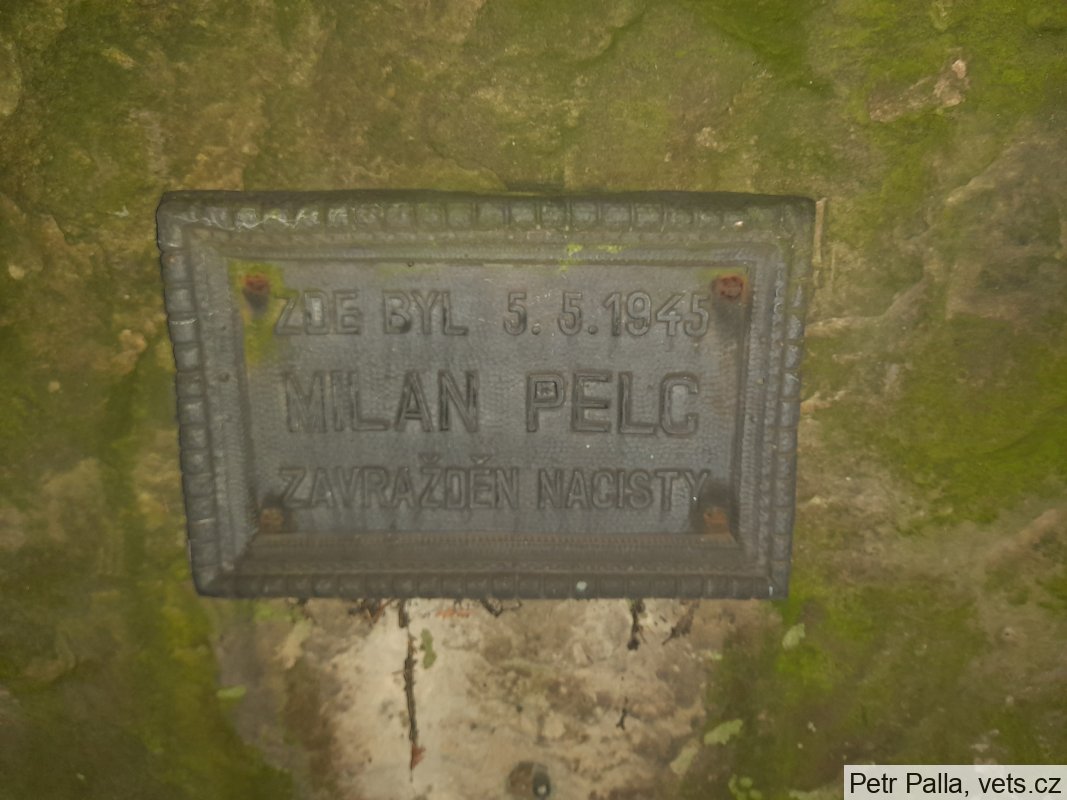 ZDE BYL 5. 5. 1945
MILAN PELC
ZAVRAŽDĚN NACISTY
Petr Palla, vets.cz